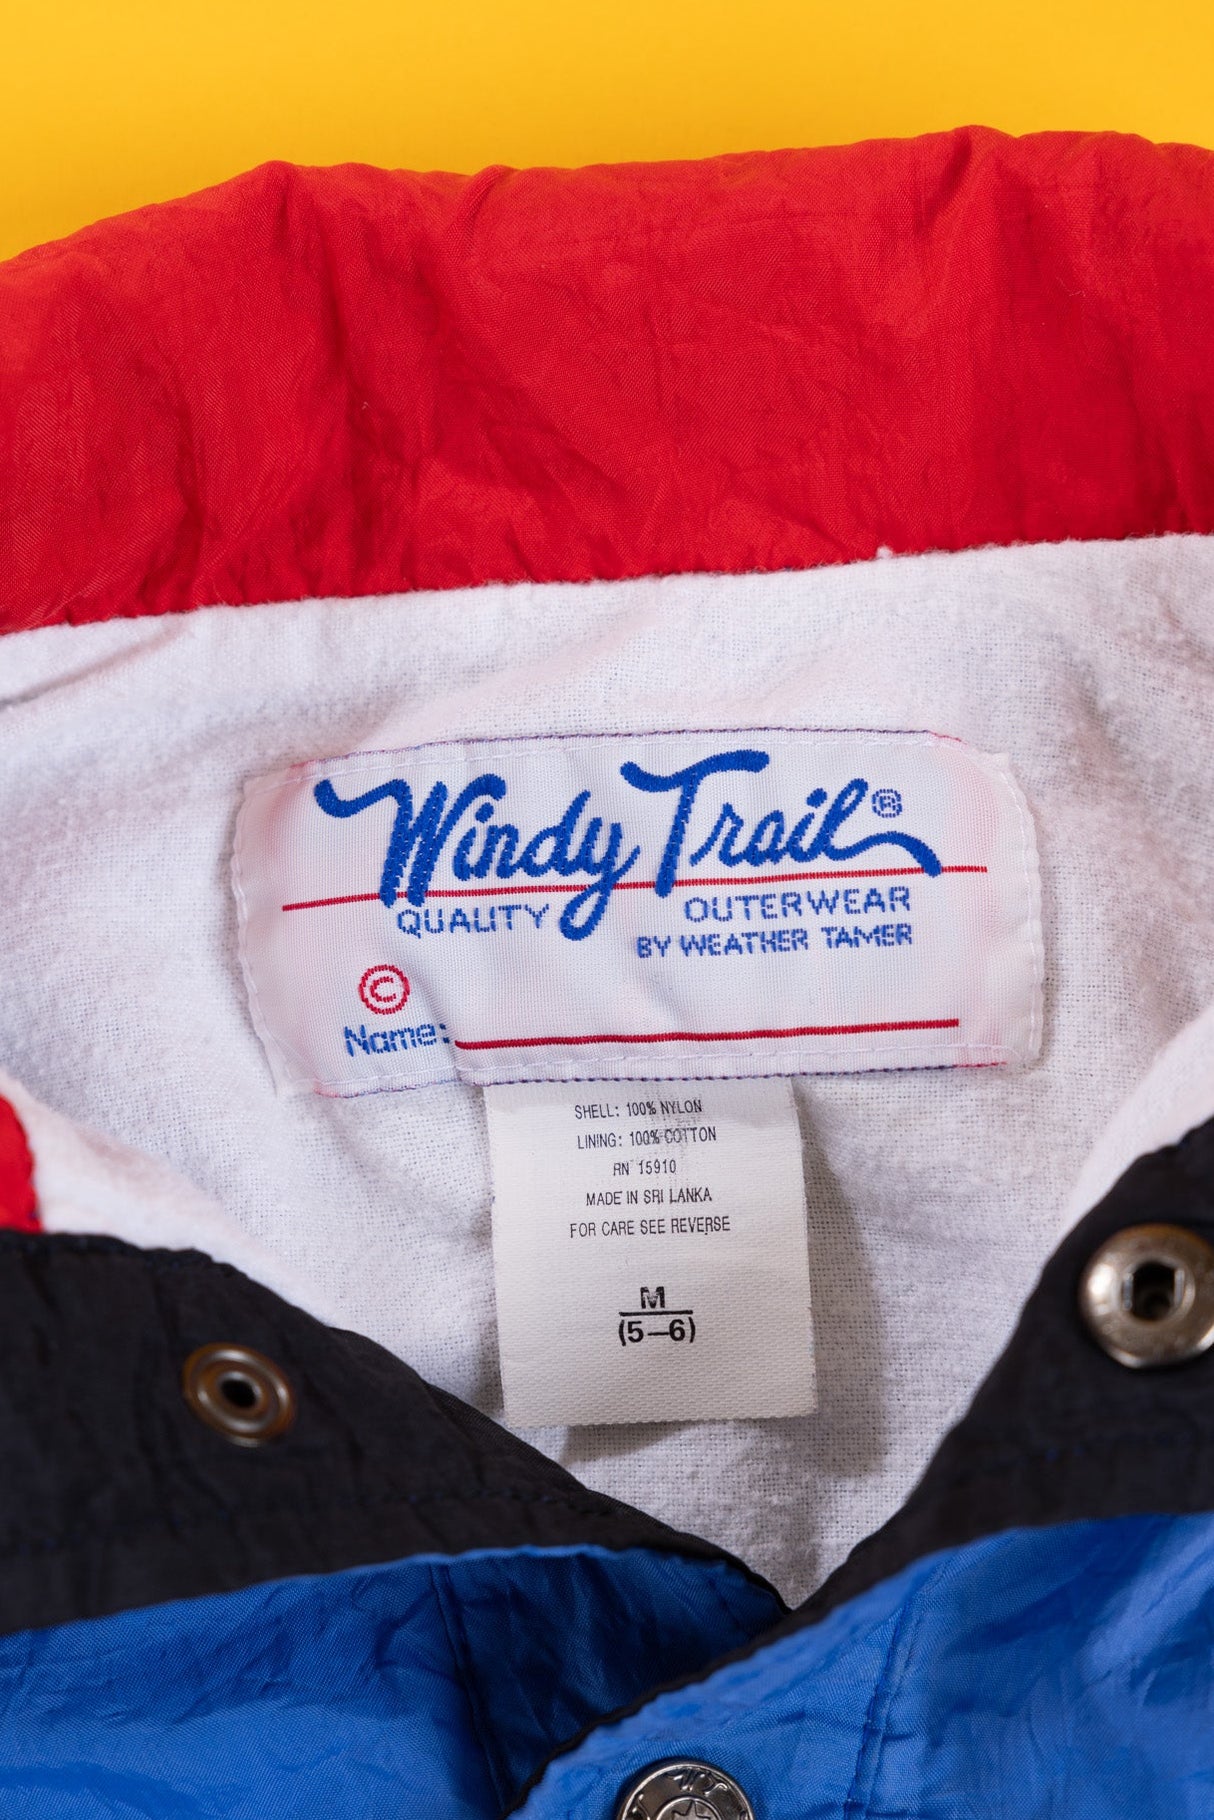 Windy Trail®
QUALITY OUTERWEAR
BY WEATHER TAMER
©
Name:
SHELL: 100% NYLON
LINING: 100% COTTON
RN 15910
MADE IN SRI LANKA
FOR CARE SEE REVERSE
M
(5—6)